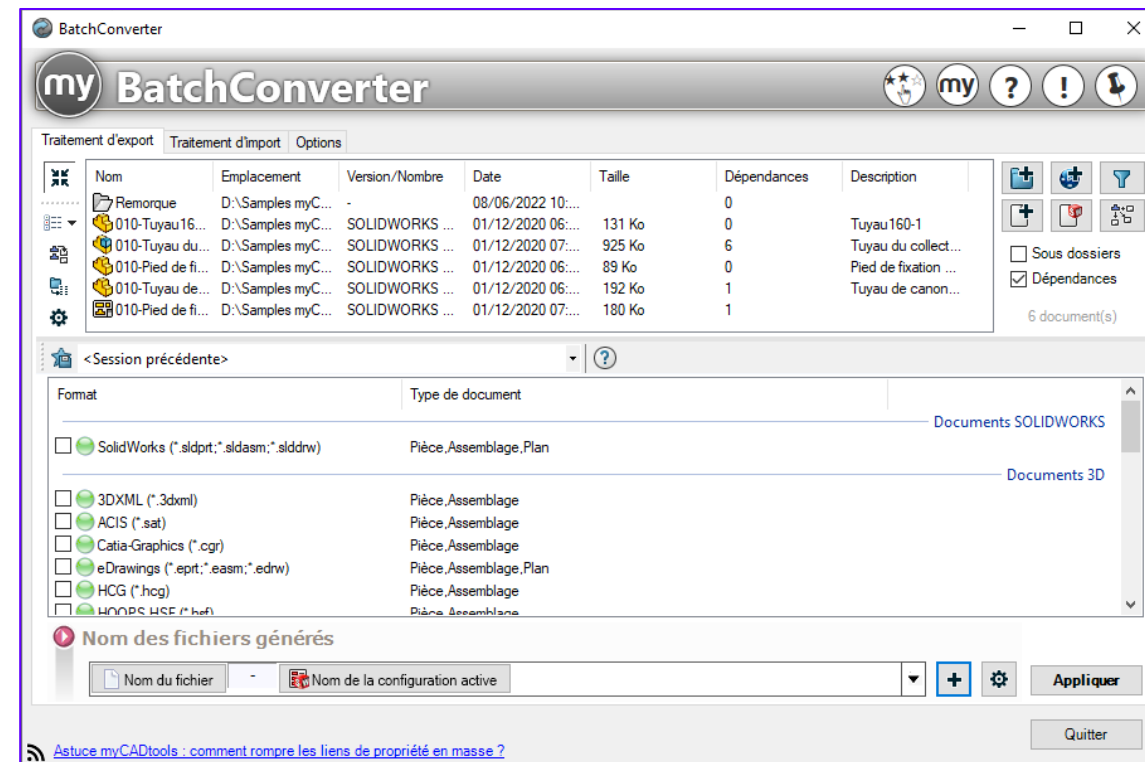 BatchConverter
my BatchConverter my ? !
Traitement d'export Traitement d'import Options
Nom Emplacement Version/Nombre Date Taille Dépendances Description
Remorque D:\Samples myC... - 08/06/2022 10:... 0
010-Tuyau16... D:\Samples myC... SOLIDWORKS ... 01/12/2020 06:... 131 Ko 0 Tuyau160-1
010-Tuyau du... D:\Samples myC... SOLIDWORKS ... 01/12/2020 07:... 925 Ko 6 Tuyau du collect...
010-Pied de fi... D:\Samples myC... SOLIDWORKS ... 01/12/2020 06:... 89 Ko 0 Pied de fixation ...
010-Tuyau de... D:\Samples myC... SOLIDWORKS ... 01/12/2020 06:... 192 Ko 1 Tuyau de canon...
010-Pied de fi... D:\Samples myC... SOLIDWORKS ... 01/12/2020 07:... 180 Ko 1
Sous dossiers
Dépendances
6 document(s)
<Session précédente> ?
Format Type de document
Documents SOLIDWORKS
SolidWorks (*.sldprt;*.sldasm;*.slddrw) Pièce,Assemblage,Plan
Documents 3D
3DXML (*.3dxml) Pièce,Assemblage
ACIS (*.sat) Pièce,Assemblage
Catia-Graphics (*.cgr) Pièce,Assemblage
eDrawings (*.eprt;*.easm;*.edrw) Pièce,Assemblage,Plan
HCG (*.hcg) Pièce,Assemblage
HOOPS HSF (*.hsf) Pièce,Assemblage
Nom des fichiers générés
Nom du fichier - Nom de la configuration active + Appliquer
Quitter
Astuce myCADtools : comment rompre les liens de propriété en masse ?